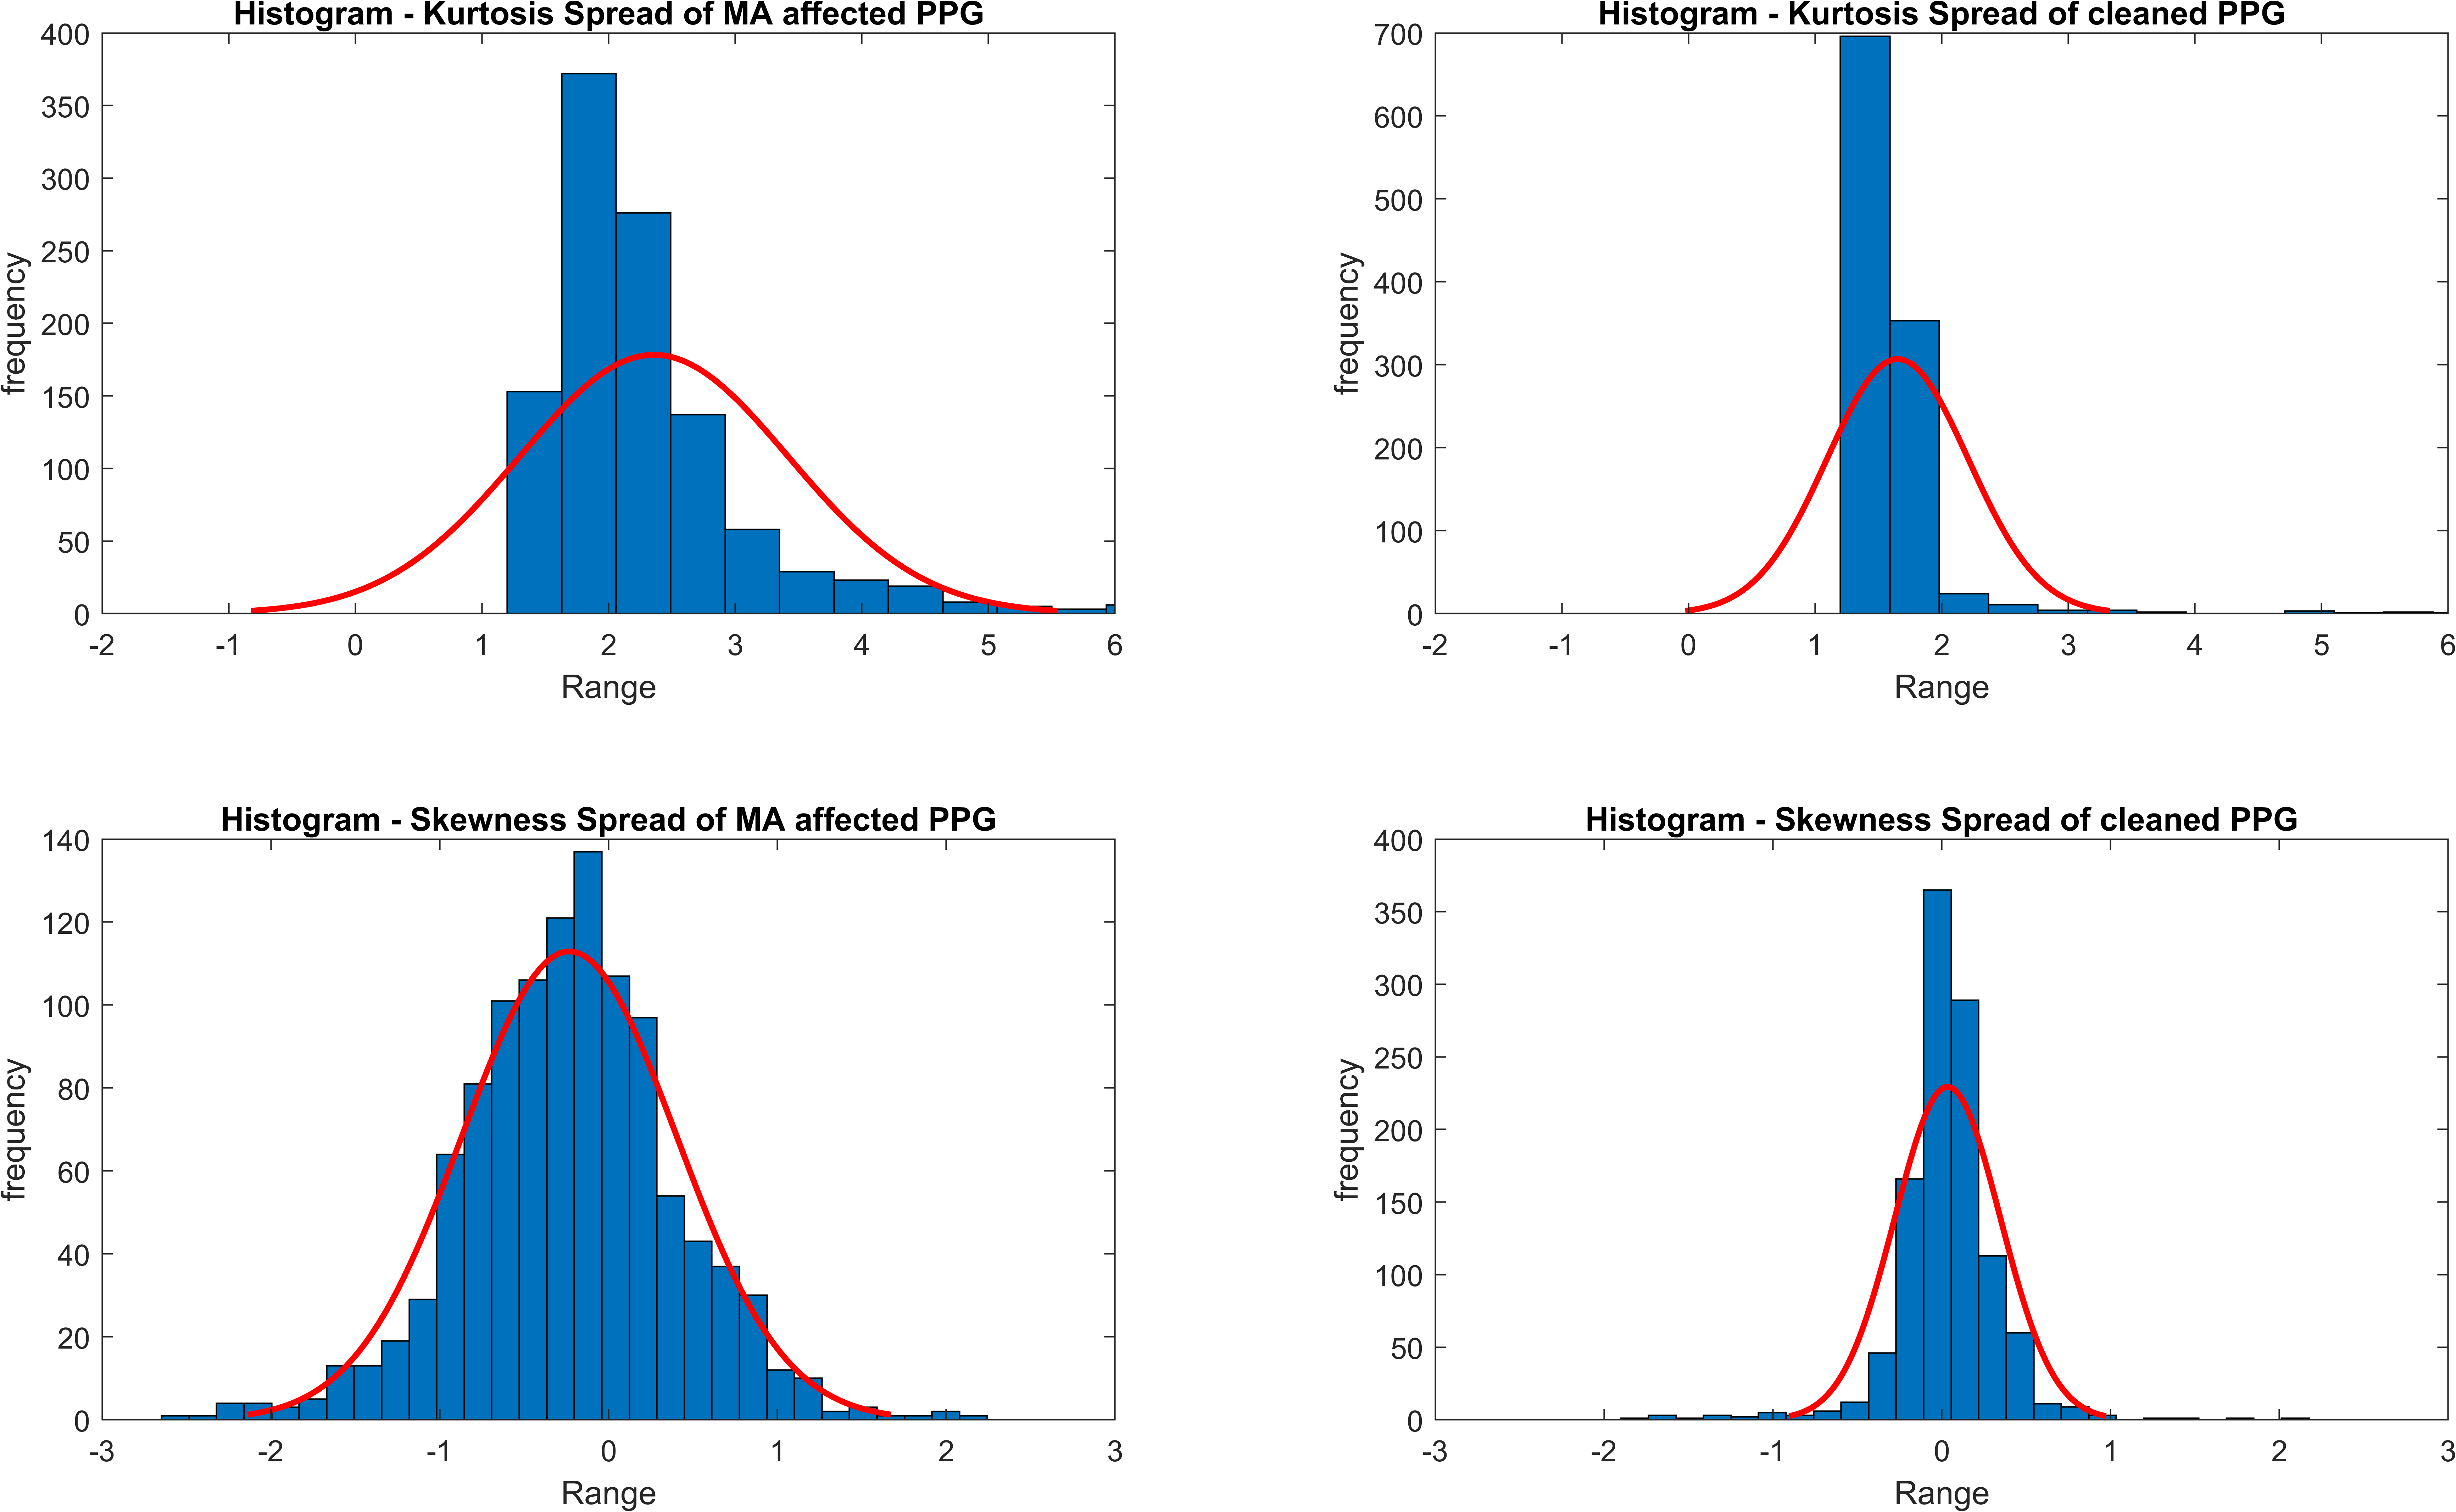 Histogram - Kurtosis Spread of MA affected PPG
400
350
300
250
200
150
100
50
0
frequency
-2 -1 0 1 2 3 4 5 6
Range
Histogram - Kurtosis Spread of cleaned PPG
700
600
500
400
300
200
100
0
frequency
-2 -1 0 1 2 3 4 5 6
Range
Histogram - Skewness Spread of MA affected PPG
140
120
100
80
60
40
20
0
frequency
-3 -2 -1 0 1 2 3
Range
Histogram - Skewness Spread of cleaned PPG
400
350
300
250
200
150
100
50
0
frequency
-3 -2 -1 0 1 2 3
Range